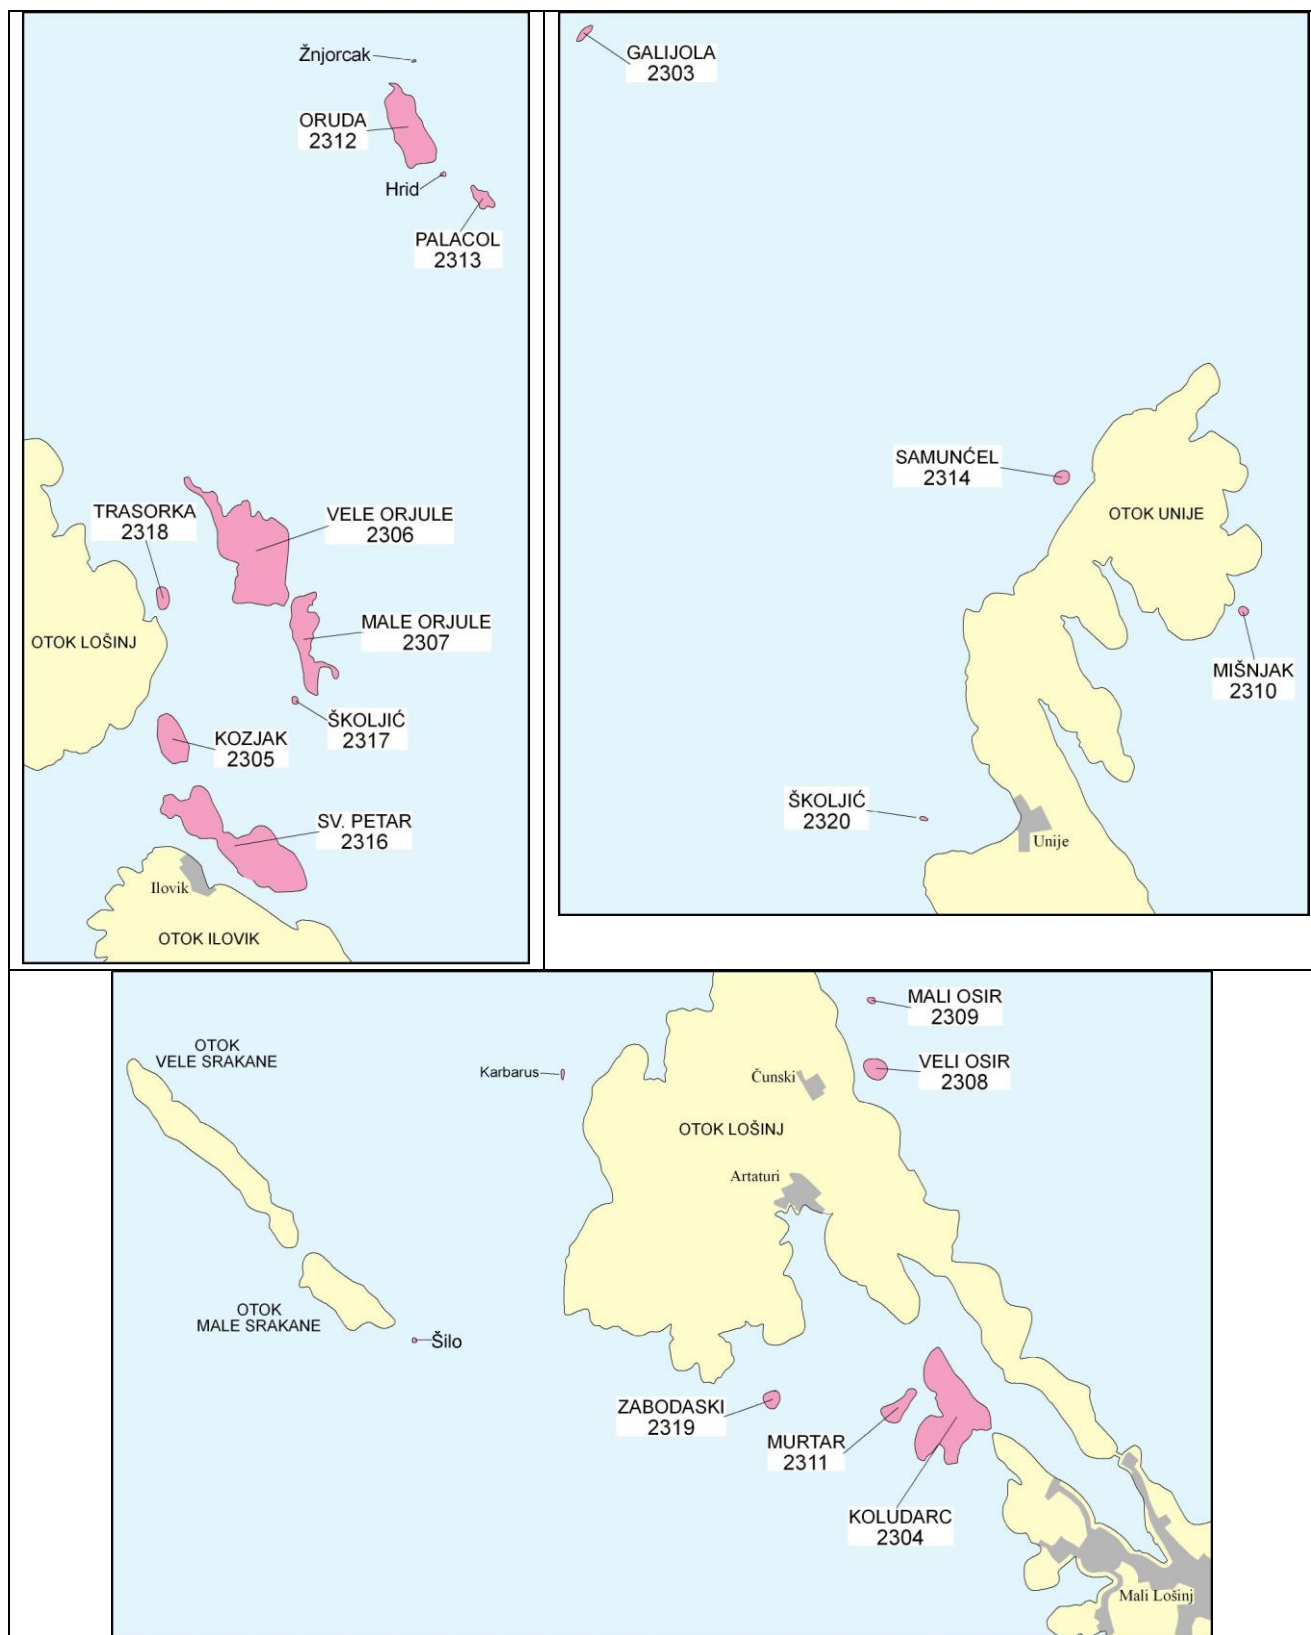 Žnjorcak
ORUDA
2312
Hrid
PALACOL
2313
TRASORKA
2318
VELE ORJULE
2306
MALE ORJULE
2307
OTOK LOŠINJ
ŠKOLJIĆ
2317
KOZJAK
2305
SV. PETAR
2316
Ilovik
OTOK ILOVIK
GALIJOLA
2303
SAMUNĆEL
2314
OTOK UNIJE
MIŠNJAK
2310
ŠKOLJIĆ
2320
Unije
MALI OSIR
2309
OTOK
VELE SRAKANE
Karbarus
Čunski
VELI OSIR
2308
OTOK LOŠINJ
Artaturi
OTOK
MALE SRAKANE
Šilo
ZABODASKI
2319
MURTAR
2311
KOLUDARC
2304
Mali Lošinj